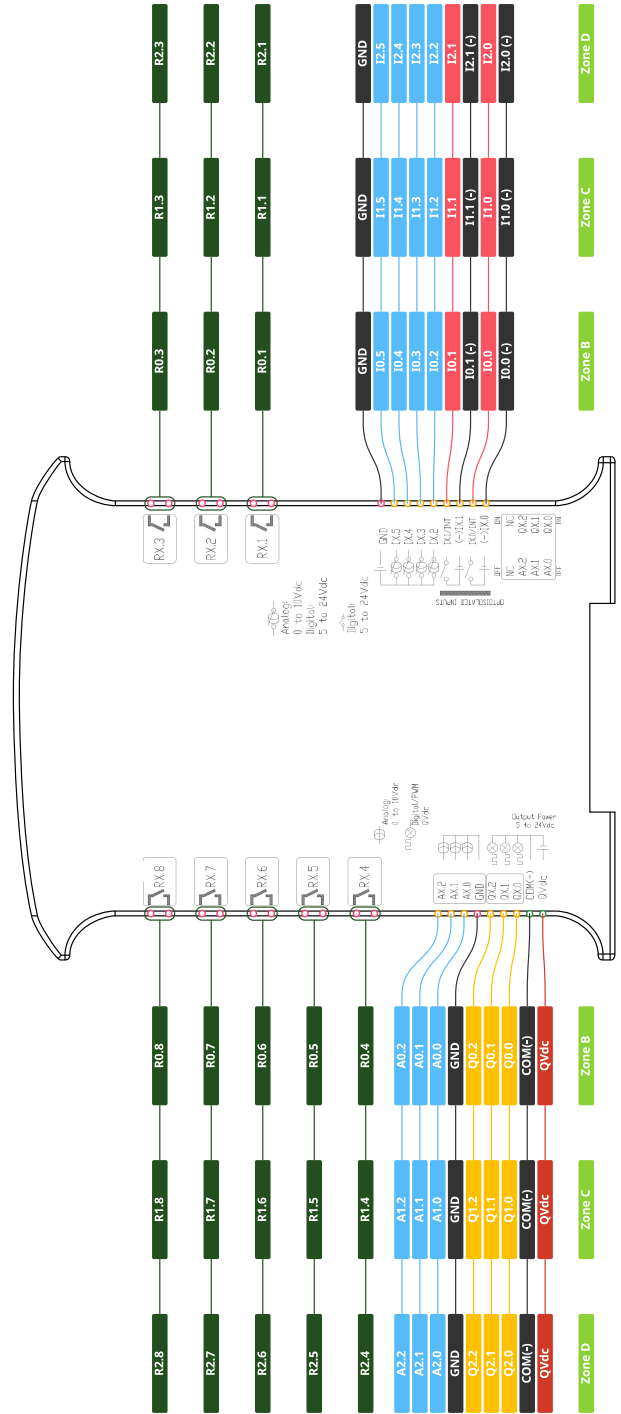 R2.3
R2.2
R2.1
GND
I2.5
I2.4
I2.3
I2.2
I2.1
I2.1 (-)
I2.0
I2.0 (-)
Zone D
R1.3
R1.2
R1.1
GND
I1.5
I1.4
I1.3
I1.2
I1.1
I1.1 (-)
I1.0
I1.0 (-)
Zone C
R0.3
R0.2
R0.1
GND
I0.5
I0.4
I0.3
I0.2
I0.1
I0.1 (-)
I0.0
I0.0 (-)
Zone B
RX.3
RX.2
RX.1
GND
IX.5
IX.4
IX.3
IX.2
IX.1/INT
(-)IX.1
IX.0/INT
(-)IX.0
ON
NC
QX.2
QX.1
QX.0
ON
OFF
NC
AX.2
AX.1
AX.0
OFF
OPTOISOLATED INPUTS
Analog:
0 to 10Vdc
Digital:
5 to 24Vdc
Digital:
5 to 24Vdc
Analog:
0 to 10Vdc
Digital/PWM
QVdc
Output Power
5 to 24Vdc
RX.8
RX.7
RX.6
RX.5
RX.4
AX.2
AX.1
AX.0
GND
QX.2
QX.1
QX.0
COM(-)
QVdc
R0.8
R0.7
R0.6
R0.5
R0.4
A0.2
A0.1
A0.0
GND
Q0.2
Q0.1
Q0.0
COM(-)
QVdc
Zone B
R1.8
R1.7
R1.6
R1.5
R1.4
A1.2
A1.1
A1.0
GND
Q1.2
Q1.1
Q1.0
COM(-)
QVdc
Zone C
R2.8
R2.7
R2.6
R2.5
R2.4
A2.2
A2.1
A2.0
GND
Q2.2
Q2.1
Q2.0
COM(-)
QVdc
Zone D